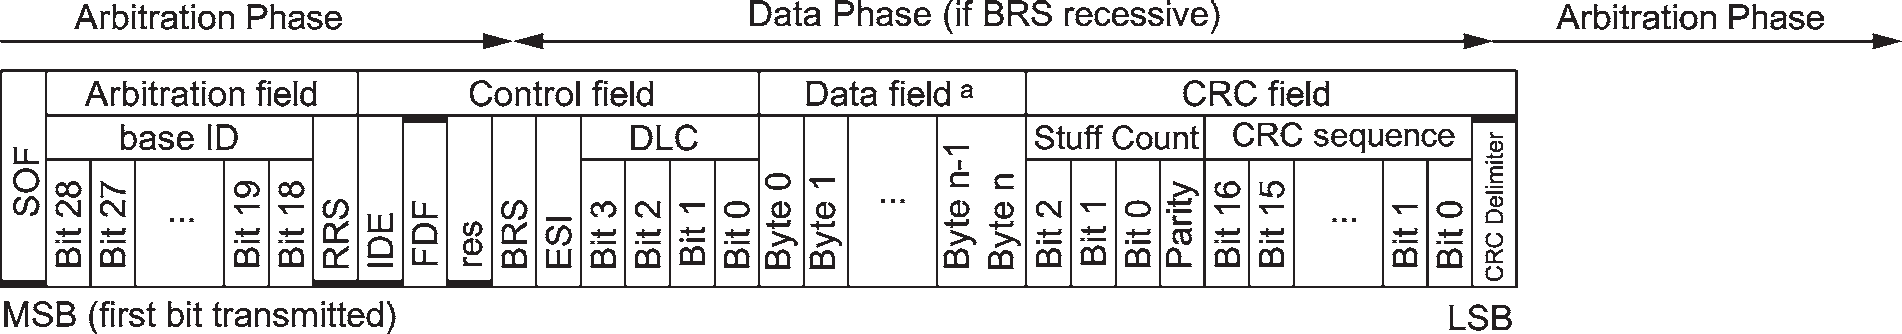 Arbitration Phase Data Phase (if BRS recessive) Arbitration Phase
Arbitration field Control field Data field a CRC field
base ID DLC Stuff Count CRC sequence
SOF Bit 28 Bit 27 ... Bit 19 Bit 18 RRS IDE FDF res BRS ESI Bit 3 Bit 2 Bit 1 Bit 0 Byte 0 Byte 1 ... Byte n-1 Byte n Bit 2 Bit 1 Bit 0 Parity Bit 16 Bit 15 ... Bit 1 Bit 0 CRC Delimiter
MSB (first bit transmitted) LSB